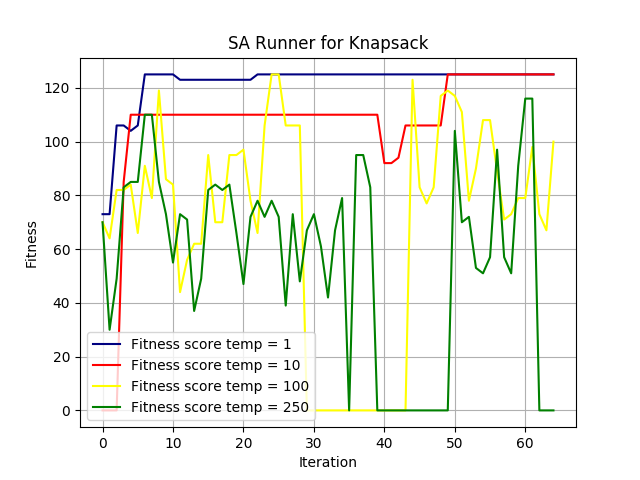 SA Runner for Knapsack
Fitness
120
100
80
60
40
20
0
Fitness score temp = 1
Fitness score temp = 10
Fitness score temp = 100
Fitness score temp = 250
0 10 20 30 40 50 60
Iteration